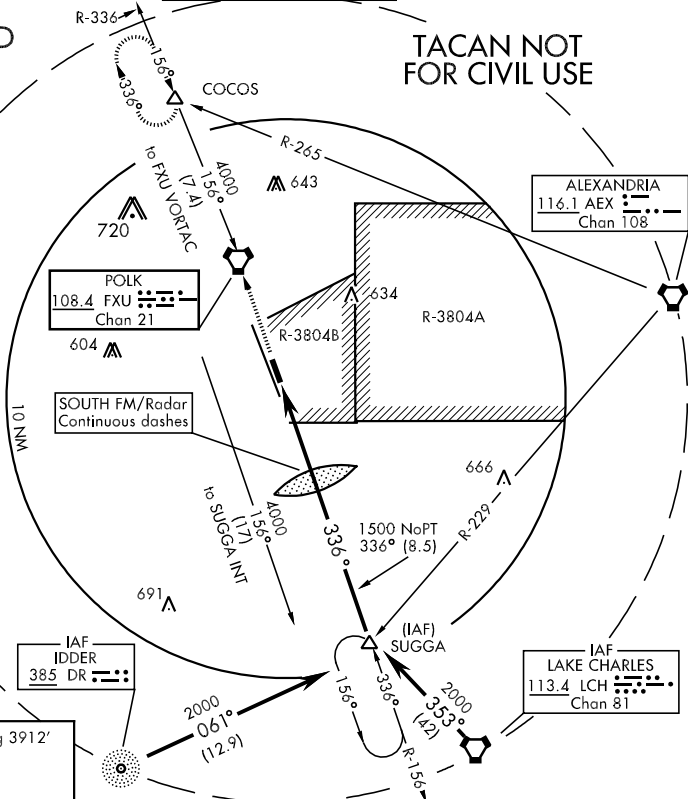 R-336
156°
336°
COCOS
TACAN NOT
FOR CIVIL USE
R-265
4000
156°
(7.4)
to FXU VORTAC
643
720
ALEXANDRIA
116.1 AEX
Chan 108
POLK
108.4 FXU
Chan 21
634
R-3804B
R-3804A
604
SOUTH FM/Radar
Continuous dashes
10 NM
666
R-229
4000
156°
(17)
to SUGGA INT
336°
1500 NoPT
336° (8.5)
691
(IAF)
SUGGA
IAF
IDDER
385 DR
IAF
LAKE CHARLES
113.4 LCH
Chan 81
156°
336°
2000
353°
(42)
2000
061°
(12.9)
R-156
3912'